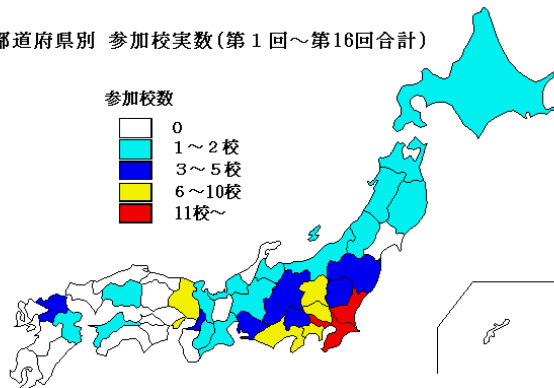 都道府県別 参加校実数(第1回～第16回合計)
参加校数
0
1～2校
3～5校
6～10校
11校～